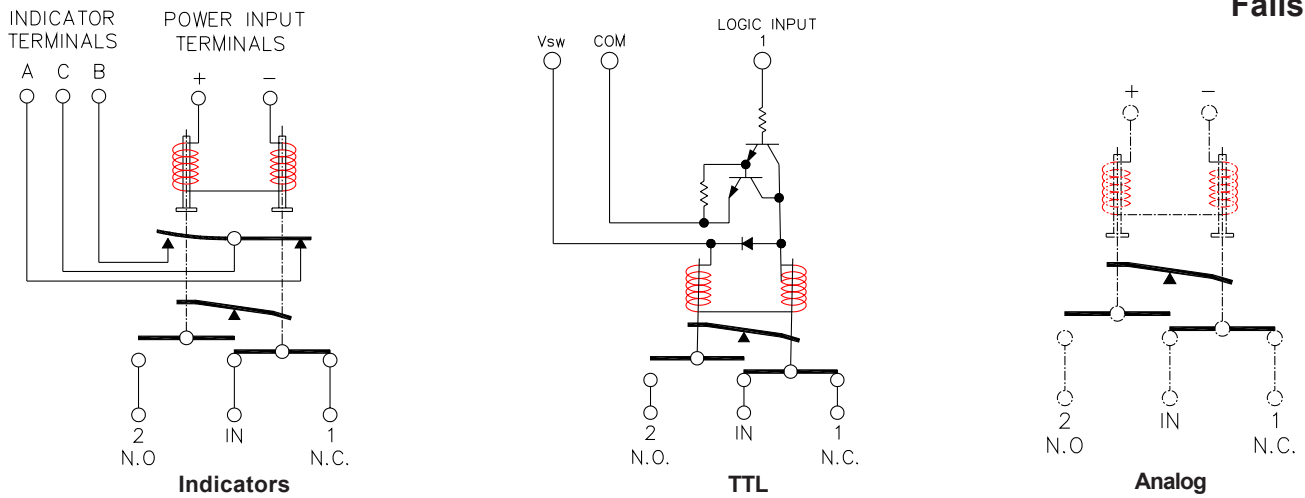 Fails
INDICATOR
TERMINALS
A C B
POWER INPUT
TERMINALS
+ −
2 IN 1
N.O N.C.
Indicators
LOGIC INPUT
Vsw COM 1
2 IN 1
N.O. N.C.
TTL
+ −
2 IN 1
N.O N.C.
Analog